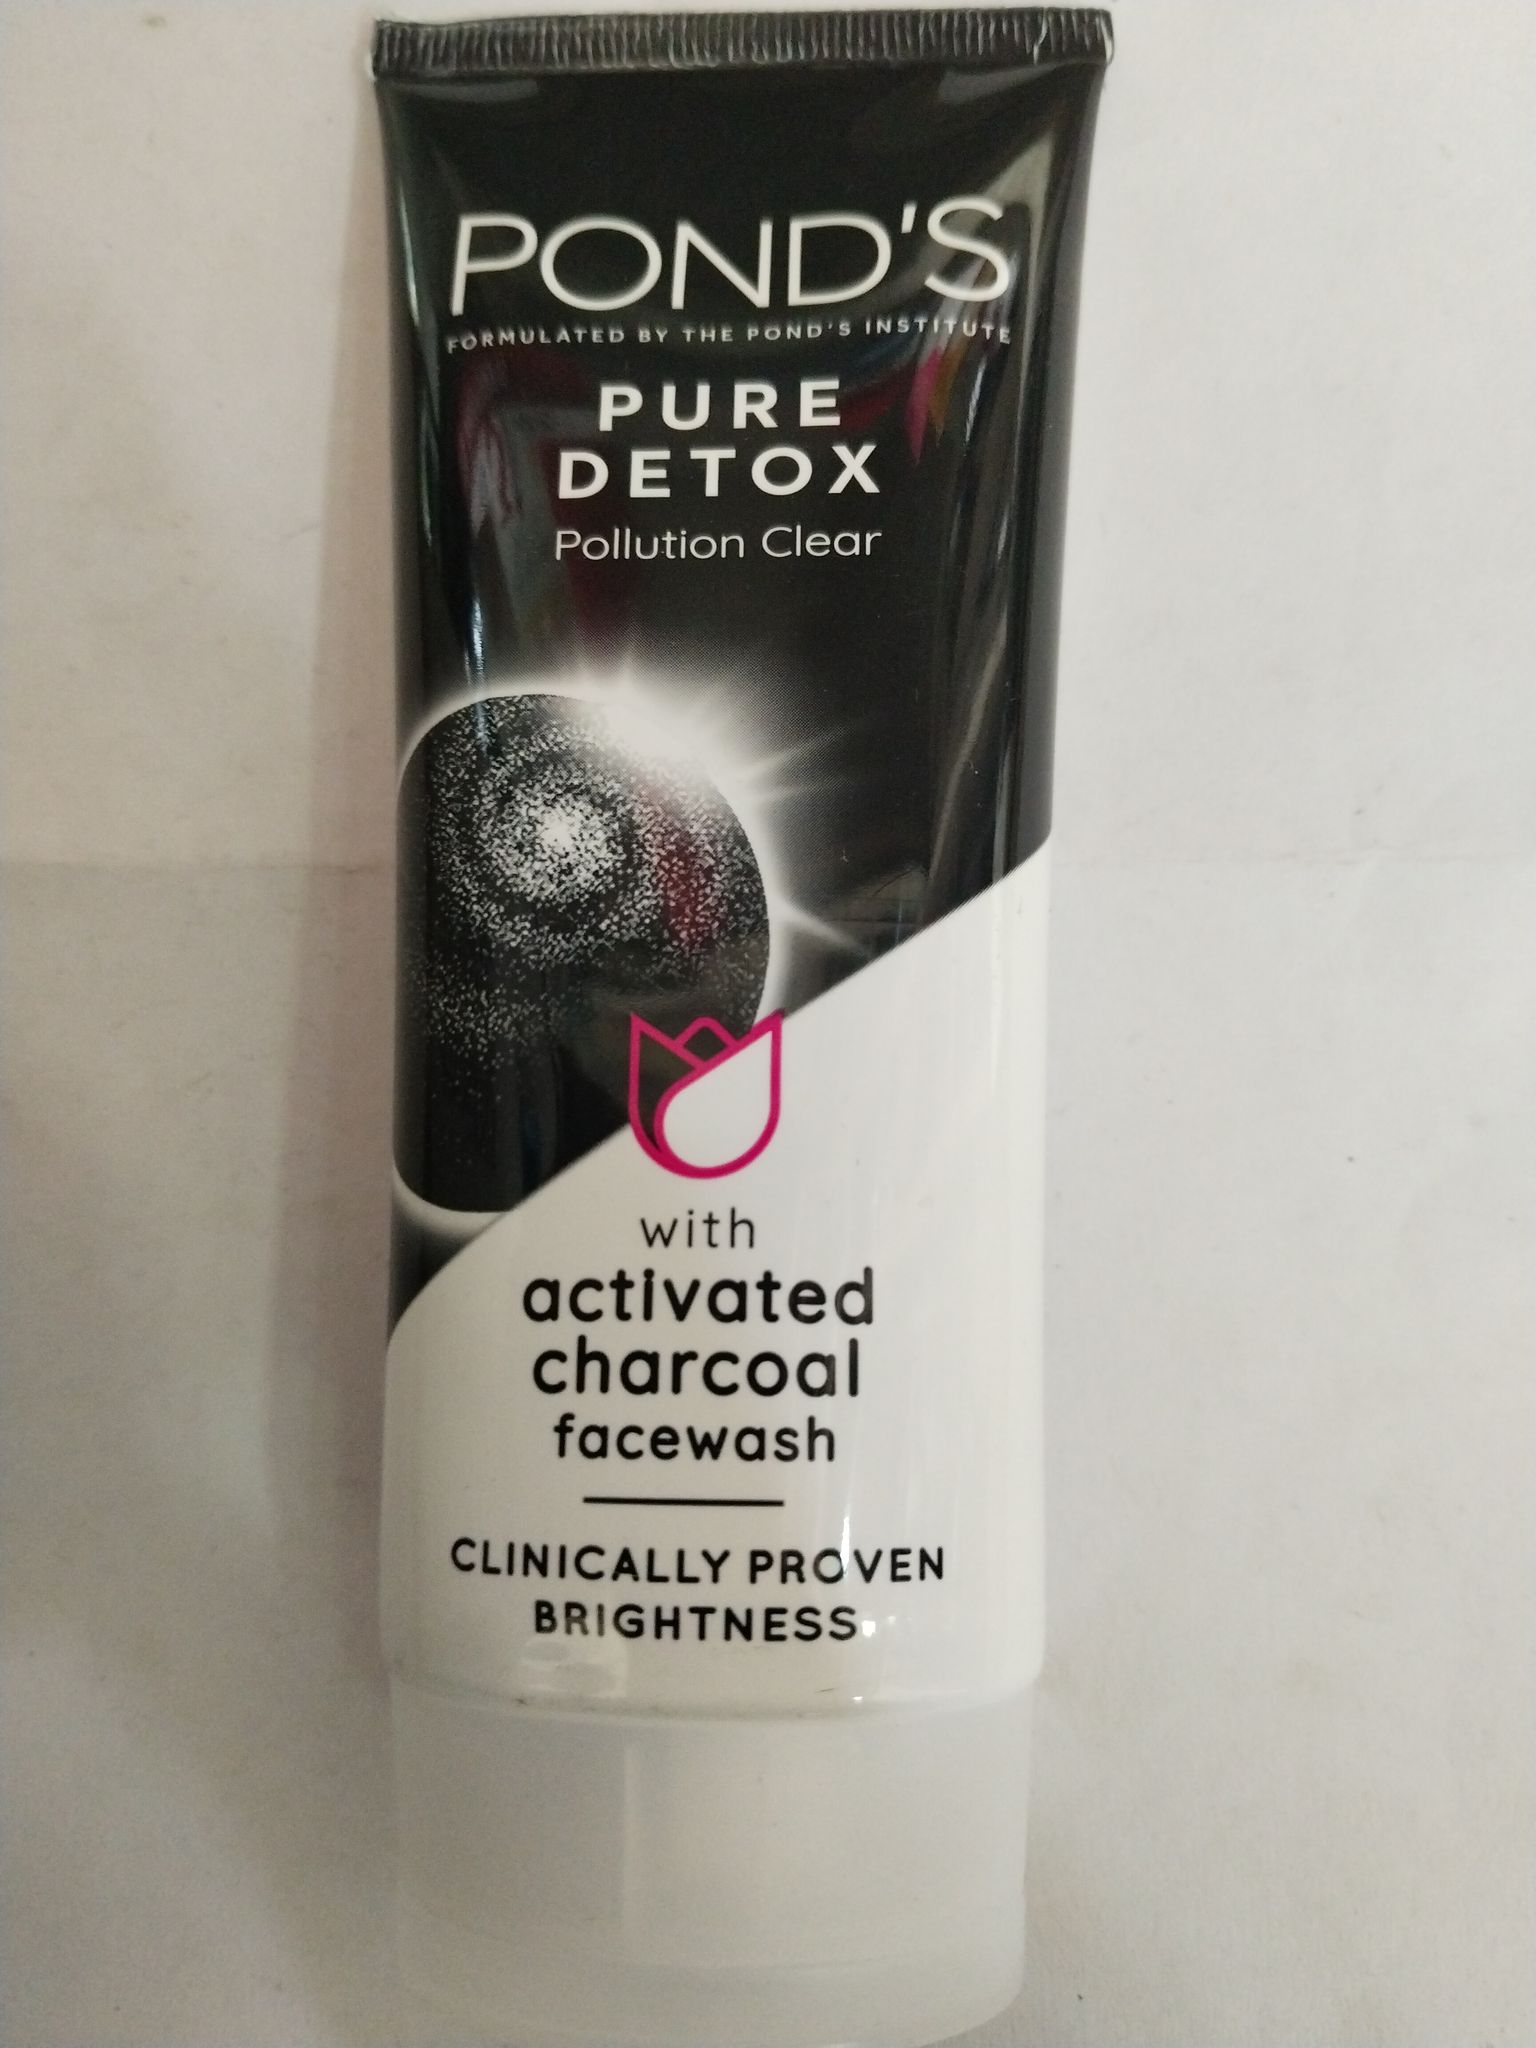 POND'S
FORMULATED BY THE POND'S INSTITUTE
PURE
DETOX
Pollution Clear
with
activated
charcoal
facewash
CLINICALLY PROVEN
BRIGHTNESS